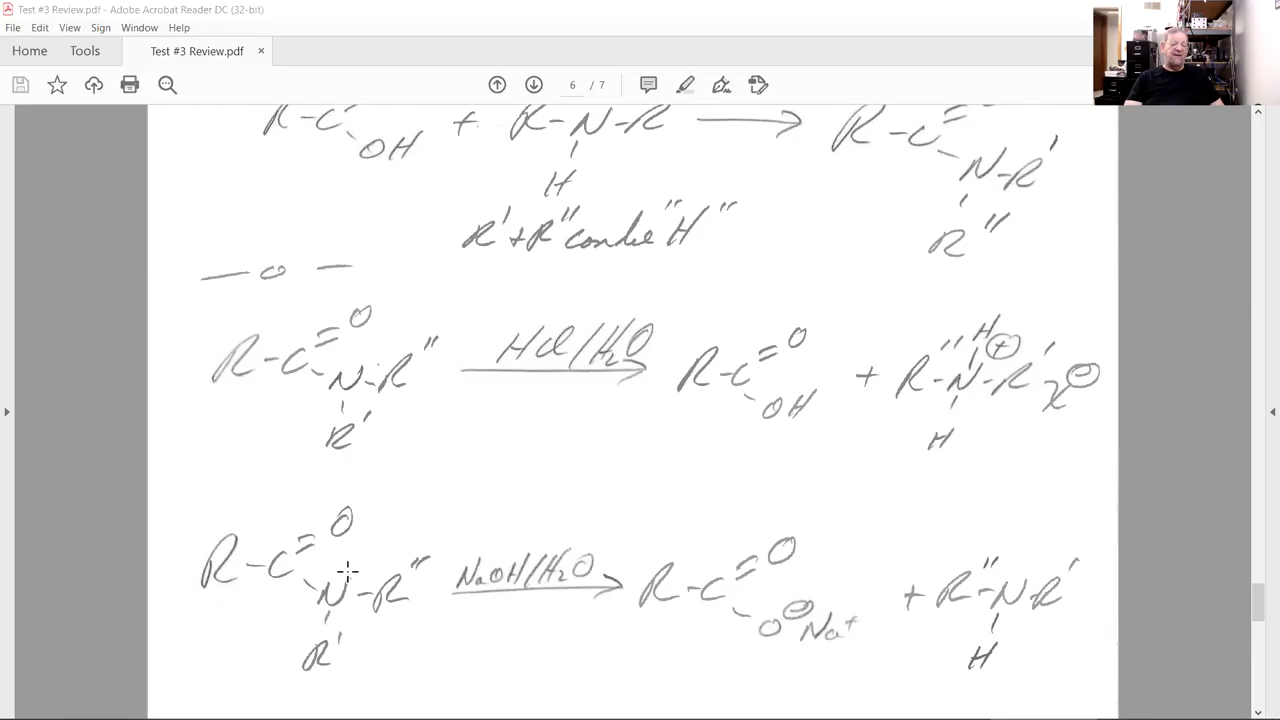 Test #3 Review.pdf - Adobe Acrobat Reader DC (32-bit)
File Edit View Sign Window Help
Home Tools Test #3 Review.pdf ×
6 / 7
R-C OH + R-N-R H → R-C= N-R' R"
R' + R" can be "H"
— o —
R-C=O N-R" R' HCl/H2O → R-C=O OH + R"-N-R' H H ⊕ X⊖
R-C=O N-R" R' NaOH/H2O → R-C=O O⊖Na+ + R"-N-R' H